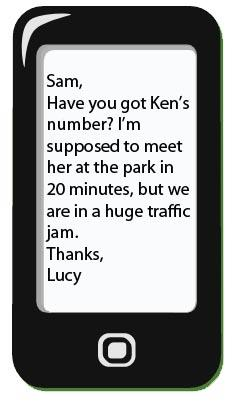 Sam,
Have you got Ken's
number? I'm
supposed to meet
her at the park in
20 minutes, but we
are in a huge traffic
jam.
Thanks,
Lucy